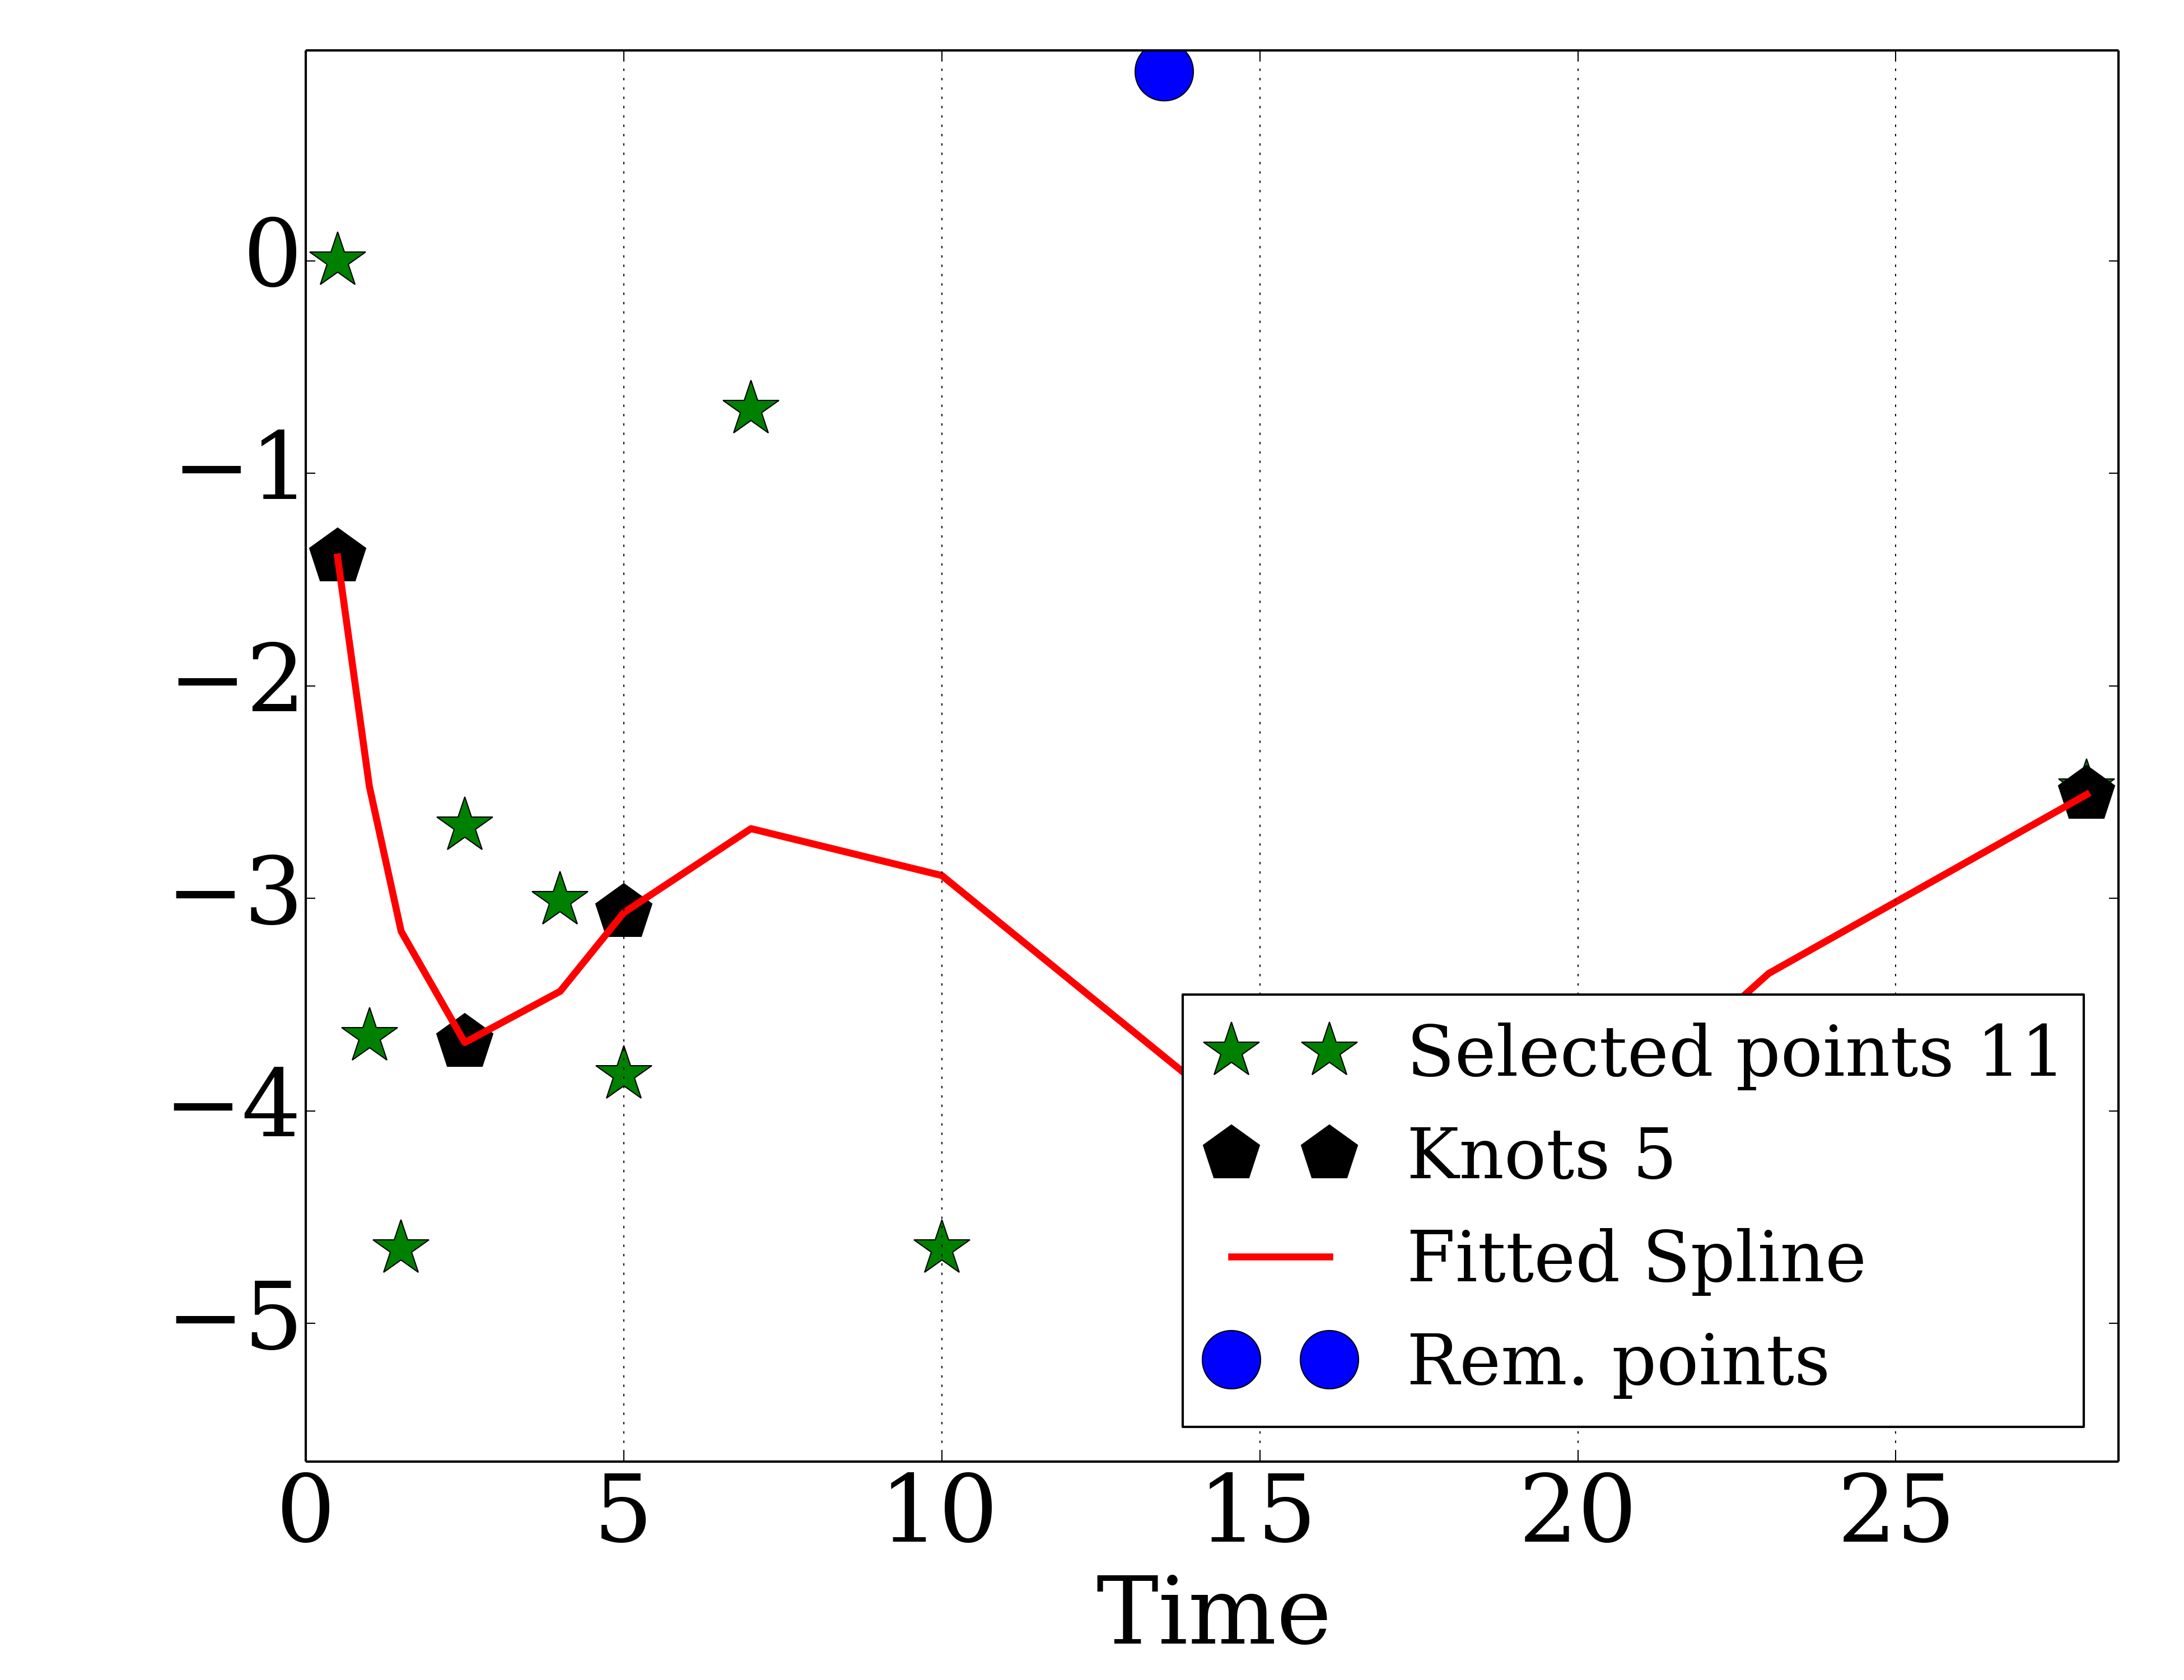 0
−1
−2
−3
−4
−5
Selected points 11
Knots 5
Fitted Spline
Rem. points
0 5 10 15 20 25
Time